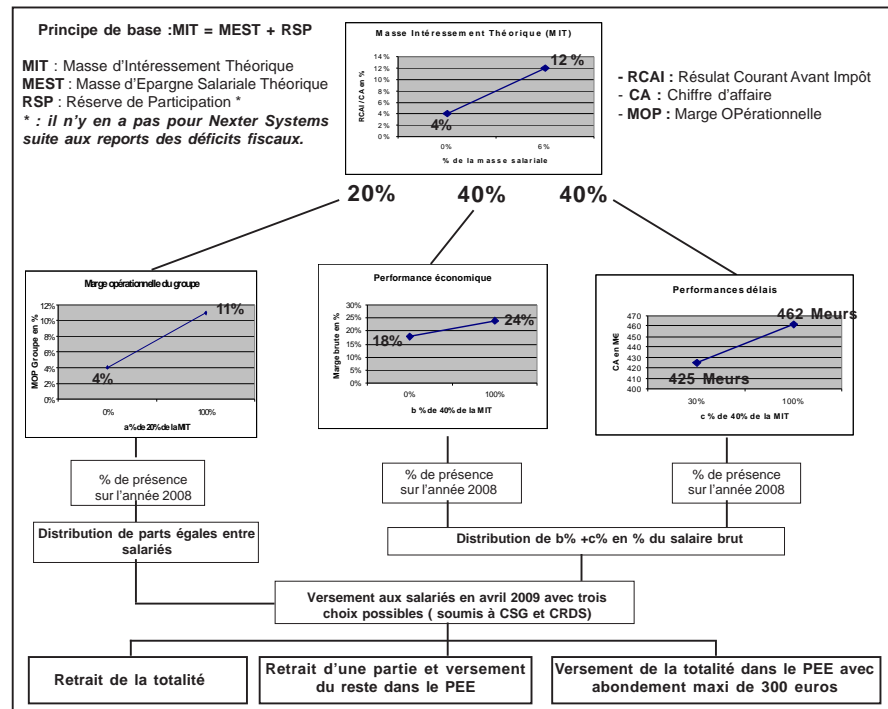 Principe de base :MIT = MEST + RSP
MIT : Masse d'Intéressement Théorique
MEST : Masse d'Epargne Salariale Théorique
RSP : Réserve de Participation *
* : il n'y en a pas pour Nexter Systems
suite aux reports des déficits fiscaux.
Masse Intéressement Théorique (MIT)
RCAI / CA en %
14%
12%
10%
8%
6%
4%
2%
0%
12 %
4%
0%
6%
% de la masse salariale
- RCAI : Résulat Courant Avant Impôt
- CA : Chiffre d'affaire
- MOP : Marge OPérationnelle
20%
40%
40%
Marge opérationnelle du groupe
MOP Groupe en %
12%
10%
8%
6%
4%
2%
0%
11%
4%
0%
100%
a% de 20% de la MIT
Performance économique
Marge brute en %
30%
25%
20%
15%
10%
5%
0%
18%
24%
0%
100%
b % de 40% de la MIT
Performances délais
CA en M€
470
460
450
440
430
420
410
400
462 Meurs
425 Meurs
30%
100%
c % de 40% de la MIT
% de présence
sur l'année 2008
% de présence
sur l'année 2008
% de présence
sur l'année 2008
Distribution de parts égales entre
salariés
Distribution de b% +c% en % du salaire brut
Versement aux salariés en avril 2009 avec trois
choix possibles ( soumis à CSG et CRDS)
Retrait de la totalité
Retrait d'une partie et versement
du reste dans le PEE
Versement de la totalité dans le PEE avec
abondement maxi de 300 euros